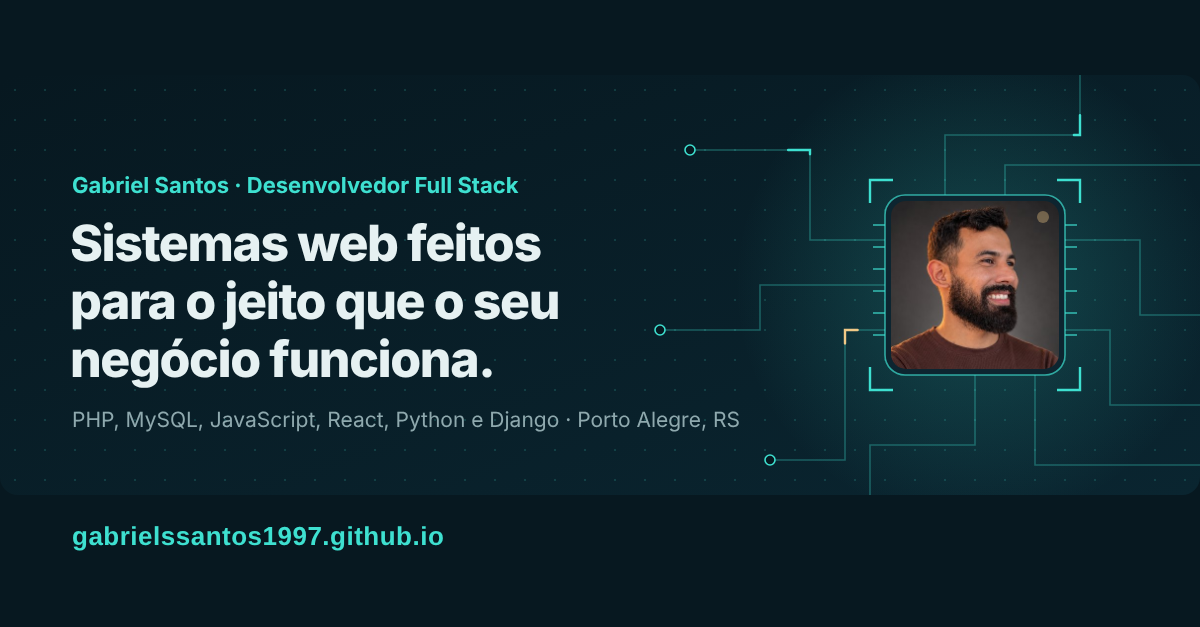 Gabriel Santos · Desenvolvedor Full Stack
Sistemas web feitos
para o jeito que o seu
negócio funciona.
PHP, MySQL, JavaScript, React, Python e Django · Porto Alegre, RS
gabrielssantos1997.github.io